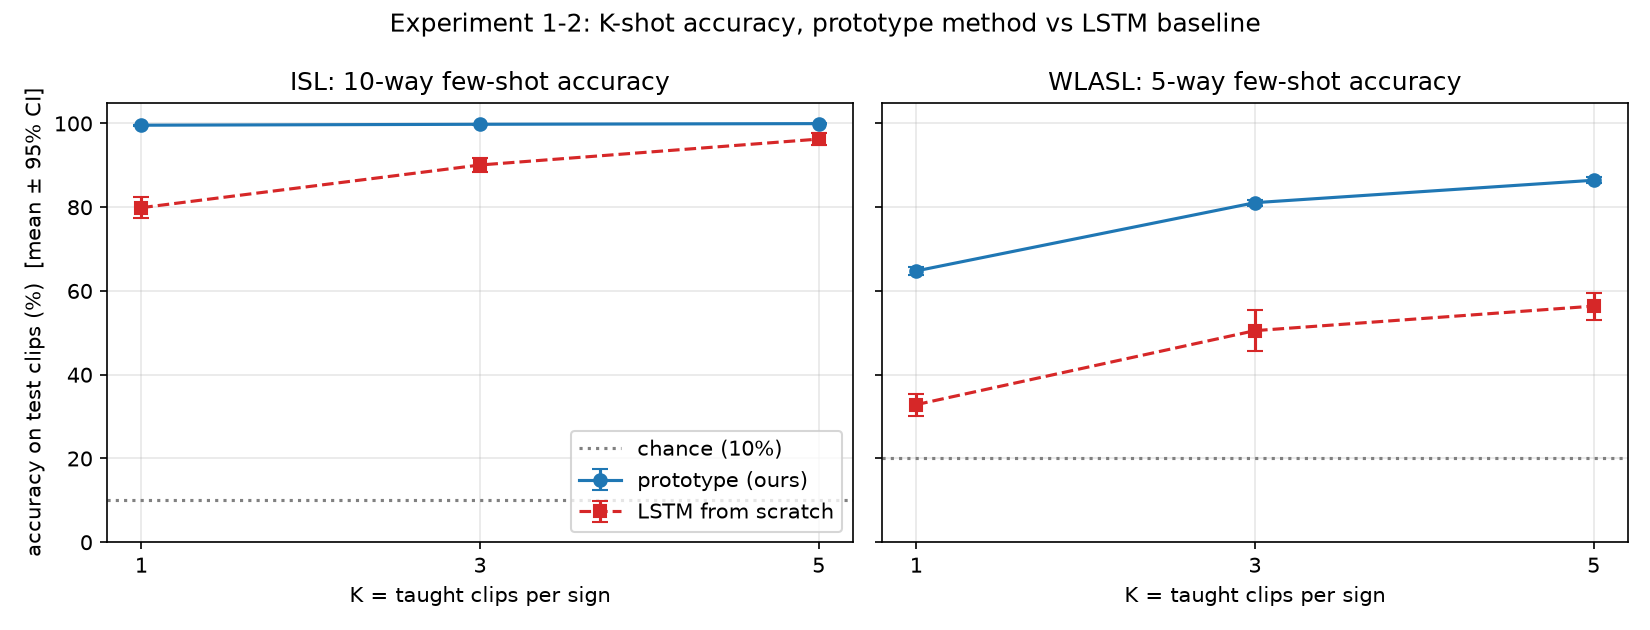 Experiment 1-2: K-shot accuracy, prototype method vs LSTM baseline
ISL: 10-way few-shot accuracy
accuracy on test clips (%)  [mean ± 95% CI]
100
80
60
40
20
0
chance (10%)
prototype (ours)
LSTM from scratch
1
3
5
K = taught clips per sign
WLASL: 5-way few-shot accuracy
1
3
5
K = taught clips per sign